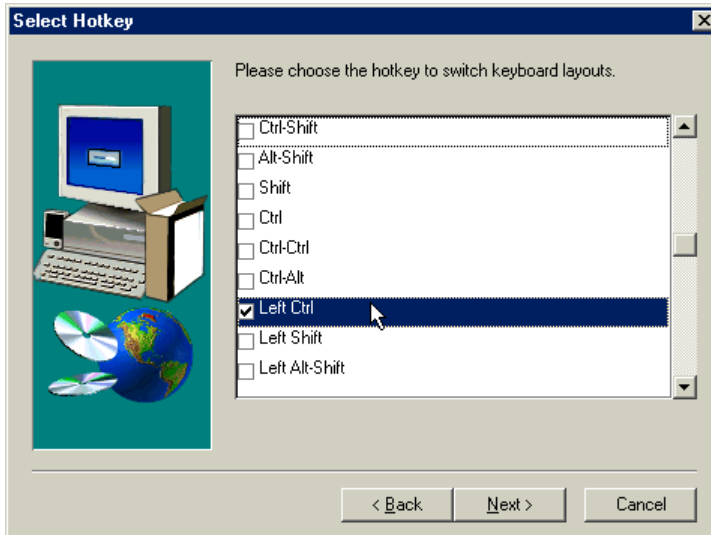 Select Hotkey
Please choose the hotkey to switch keyboard layouts.
Ctrl-Shift
Alt-Shift
Shift
Ctrl
Ctrl-Ctrl
Ctrl-Alt
Left Ctrl
Left Shift
Left Alt-Shift
< Back Next > Cancel